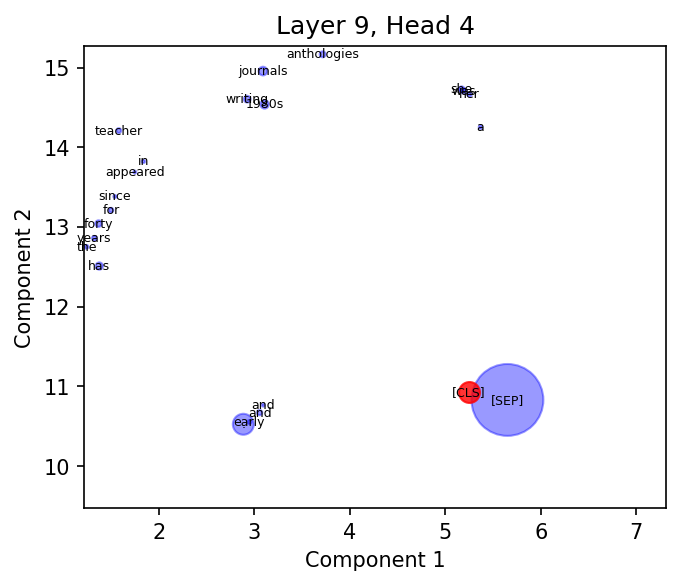 Layer 9, Head 4
anthologies
journals
writing
1980s
she
was
her
a
teacher
in
appeared
since
for
forty
years
the
has
and
and
early
[CLS]
[SEP]
15
14
13
12
11
10
Component 2
2 3 4 5 6 7
Component 1